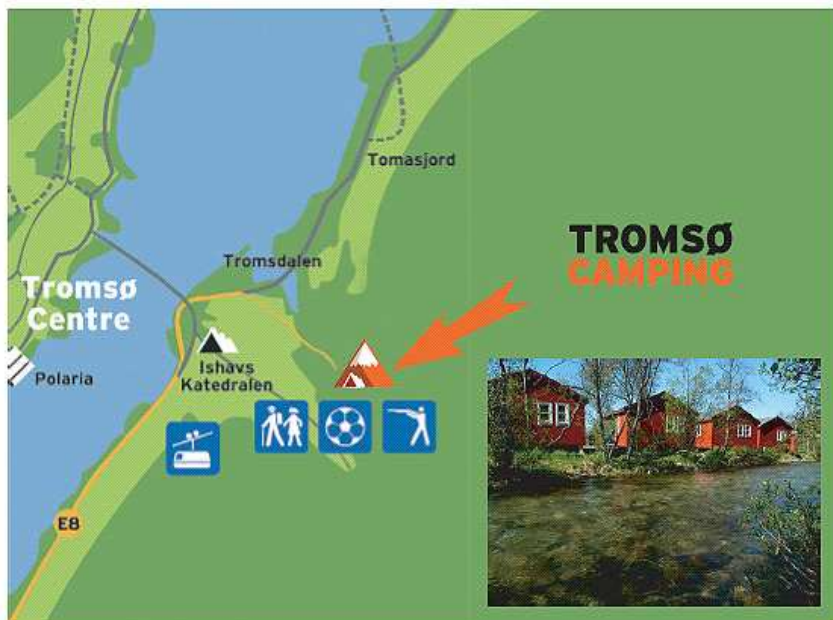 Tomasjord
TROMSØ
CAMPING
Tromsdalen
Tromsø
Centre
Ishavs
Katedralen
Polaria
E8